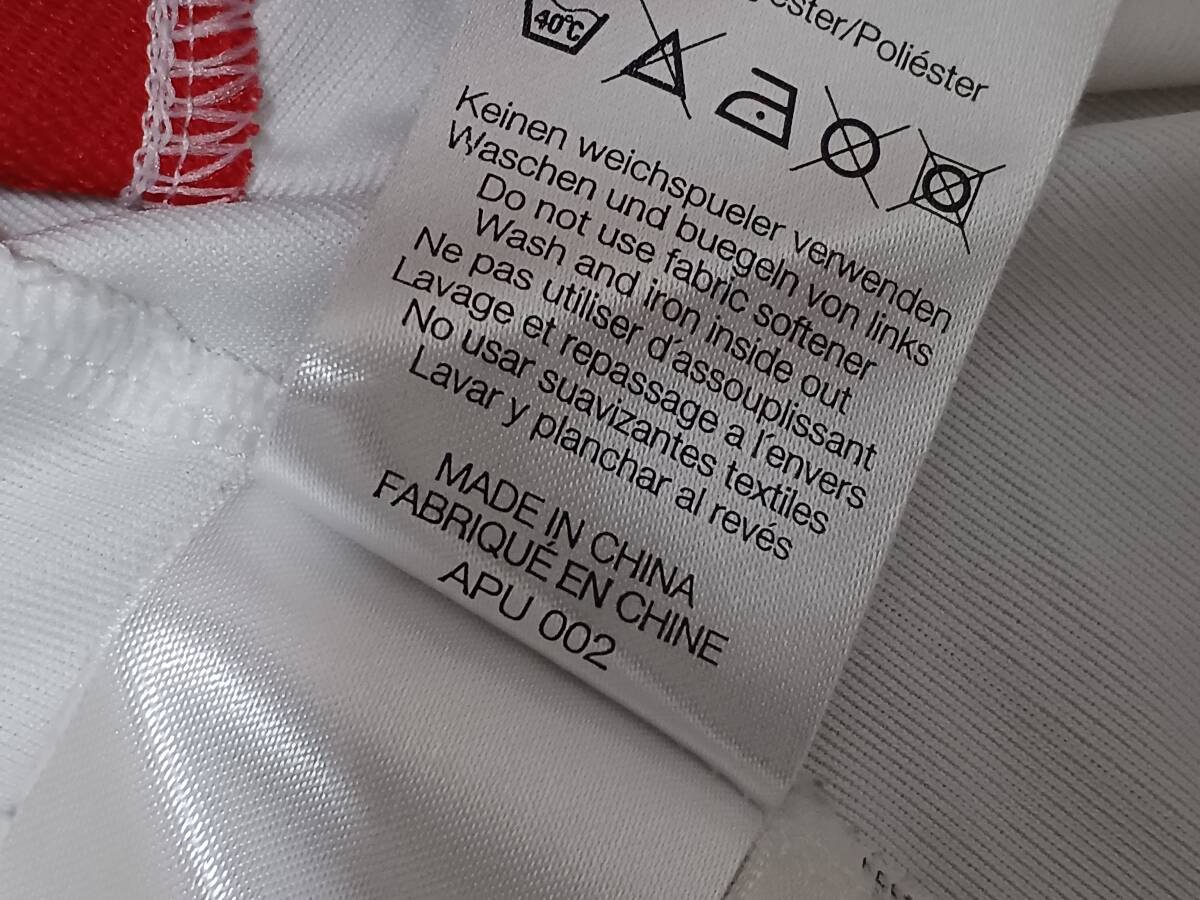 ester/Poliéster
40°C
Keinen weichspueler verwenden
Waschen und buegeln von links
Do not use fabric softener
Wash and iron inside out
Ne pas utiliser d'assouplissant
Lavage et repassage a l'envers
No usar suavizantes textiles
Lavar y planchar al revés
MADE IN CHINA
FABRIQUÉ EN CHINE
APU 002